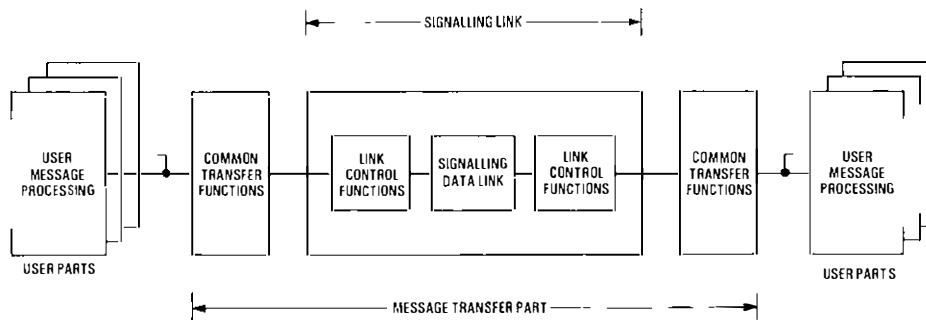 SIGNALLING LINK
USER
MESSAGE
PROCESSING
COMMON
TRANSFER
FUNCTIONS
LINK
CONTROL
FUNCTIONS
SIGNALLING
DATA LINK
LINK
CONTROL
FUNCTIONS
COMMON
TRANSFER
FUNCTIONS
USER
MESSAGE
PROCESSING
USER PARTS
USER PARTS
MESSAGE TRANSFER PART